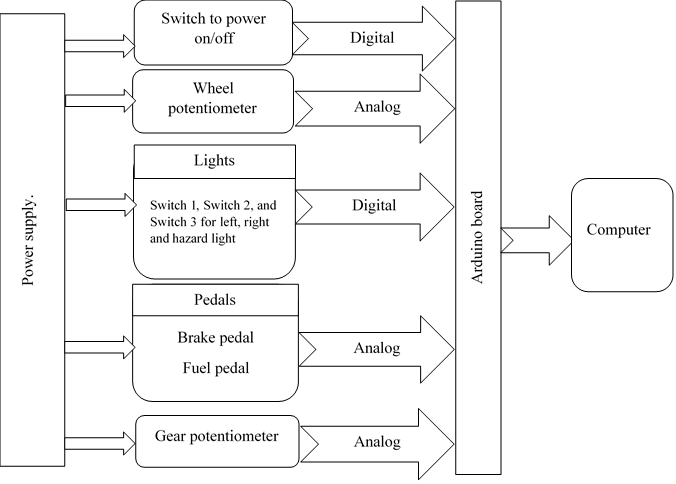 Power supply.
Switch to power
on/off
Digital
Wheel
potentiometer
Analog
Lights
Switch 1, Switch 2, and
Switch 3 for left, right
and hazard light
Digital
Pedals
Brake pedal
Fuel pedal
Analog
Gear potentiometer
Analog
Arduino board
Computer